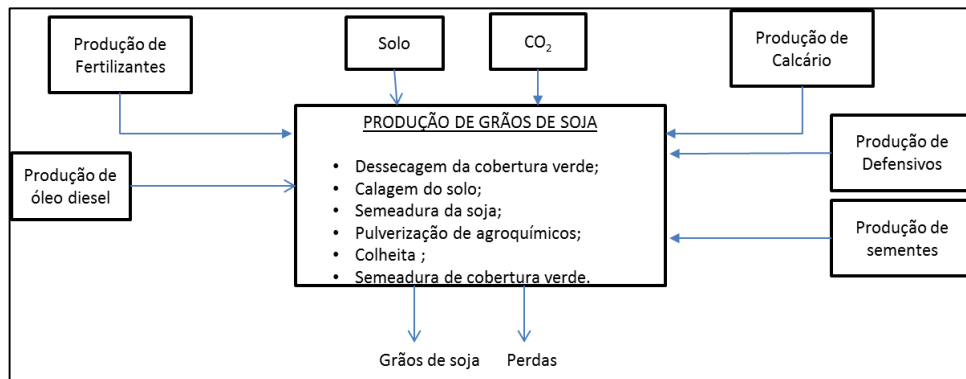 Produção de
Fertilizantes
Solo
CO₂
Produção de
Calcário
PRODUÇÃO DE GRÃOS DE SOJA
• Dessecagem da cobertura verde;
• Calagem do solo;
• Semeadura da soja;
• Pulverização de agroquímicos;
• Colheita ;
• Semeadura de cobertura verde.
Produção de
óleo diesel
Produção de
Defensivos
Produção de
sementes
Grãos de soja
Perdas